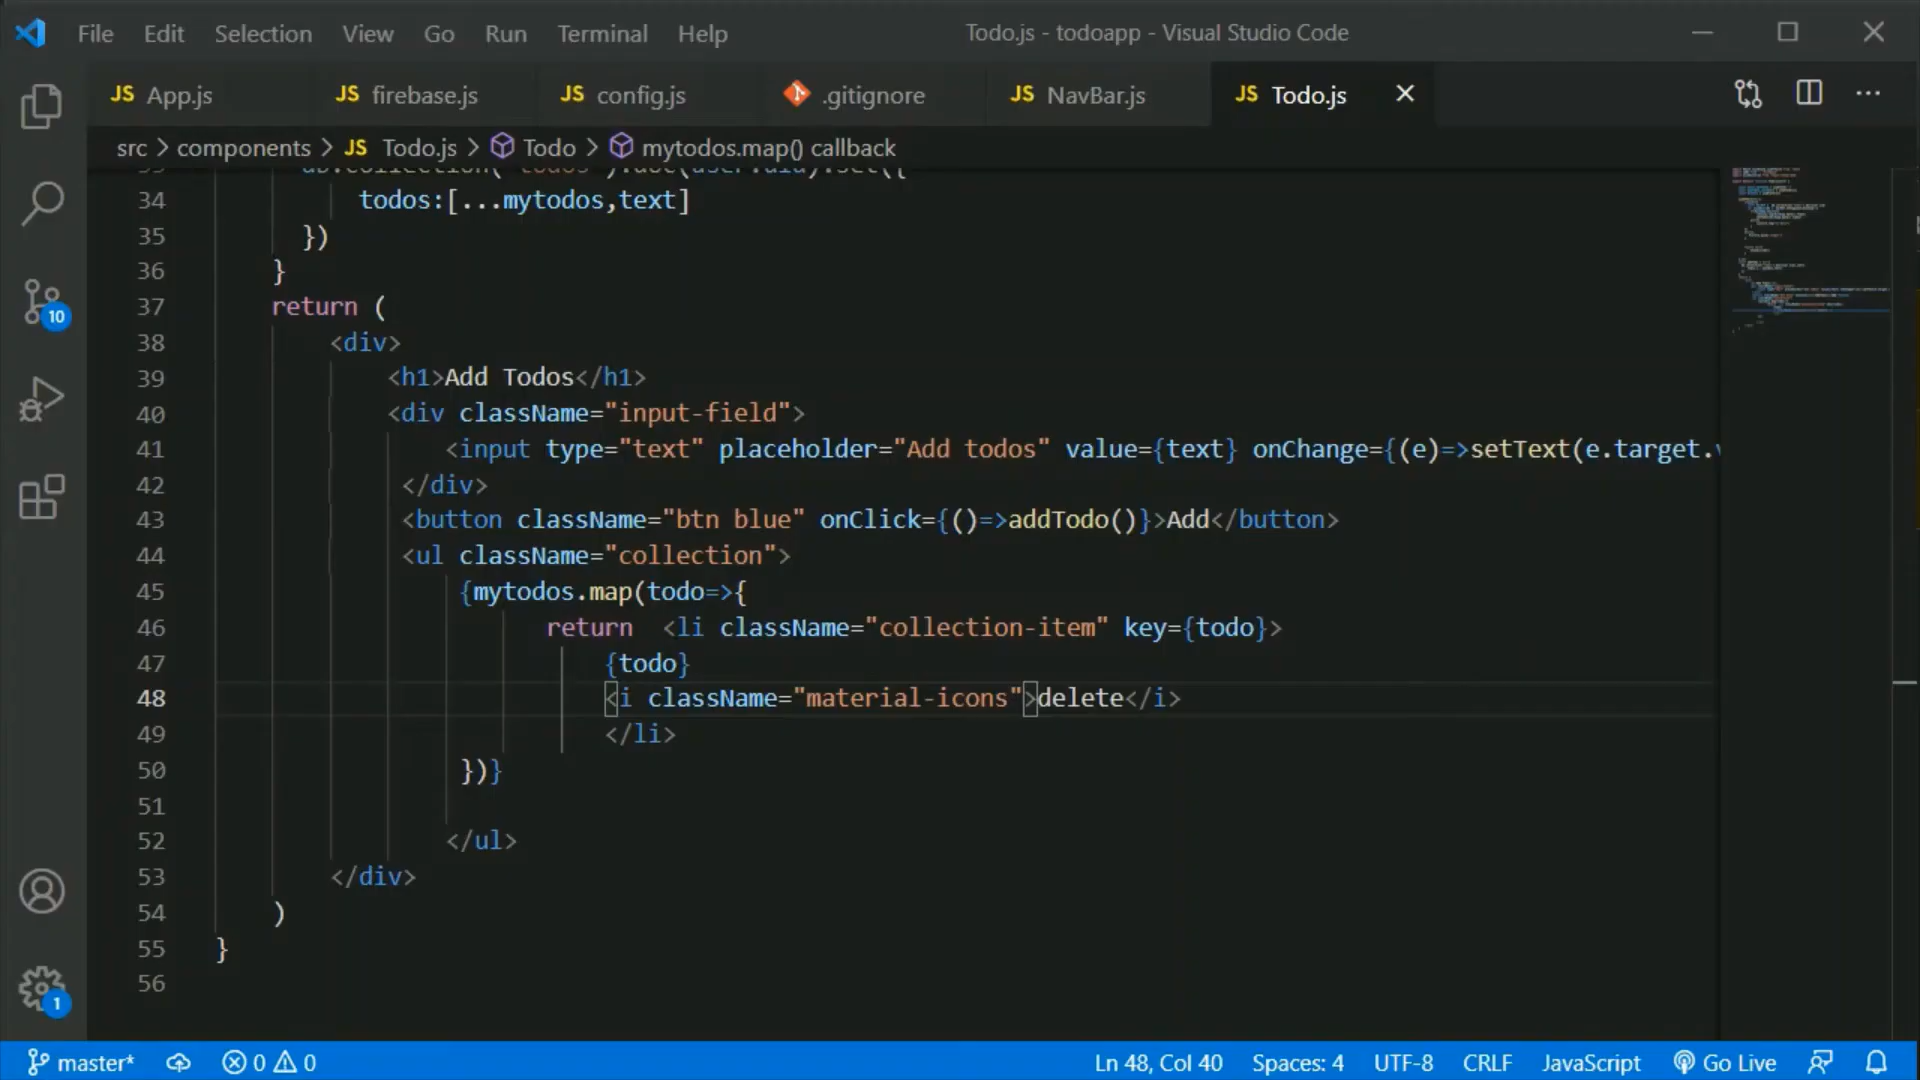 File Edit Selection View Go Run Terminal Help Todo.js - todoapp - Visual Studio Code
JS App.js JS firebase.js JS config.js .gitignore JS NavBar.js JS Todo.js
src > components > JS Todo.js > Todo > mytodos.map() callback
34 todos:[...mytodos,text]
35 })
36 }
37 return (
38 <div>
39 <h1>Add Todos</h1>
40 <div className="input-field">
41 <input type="text" placeholder="Add todos" value={text} onChange={(e)=>setText(e.target.
42 </div>
43 <button className="btn blue" onClick={()=>addTodo()}>Add</button>
44 <ul className="collection">
45 {mytodos.map(todo=>{
46 return <li className="collection-item" key={todo}>
47 {todo}
48 <i className="material-icons">delete</i>
49 </li>
50 })}
51
52 </ul>
53 </div>
54 )
55 }
56
10
1
master* 0 0 Ln 48, Col 40 Spaces: 4 UTF-8 CRLF JavaScript Go Live